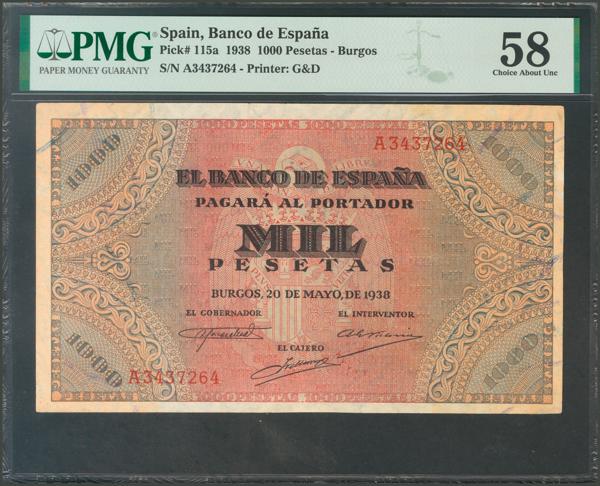 PMG
PAPER MONEY GUARANTY
Spain, Banco de España
Pick# 115a 1938 1000 Pesetas - Burgos
S/N A3437264 - Printer: G&D
58
Choice About Unc
1000
A3437264
1000
EL BANCO DE ESPAÑA
PAGARÁ AL PORTADOR
MIL
PESETAS
BURGOS, 20 DE MAYO, DE 1938
EL GOBERNADOR
EL INTERVENTOR
EL CAJERO
1000
A3437264
1000